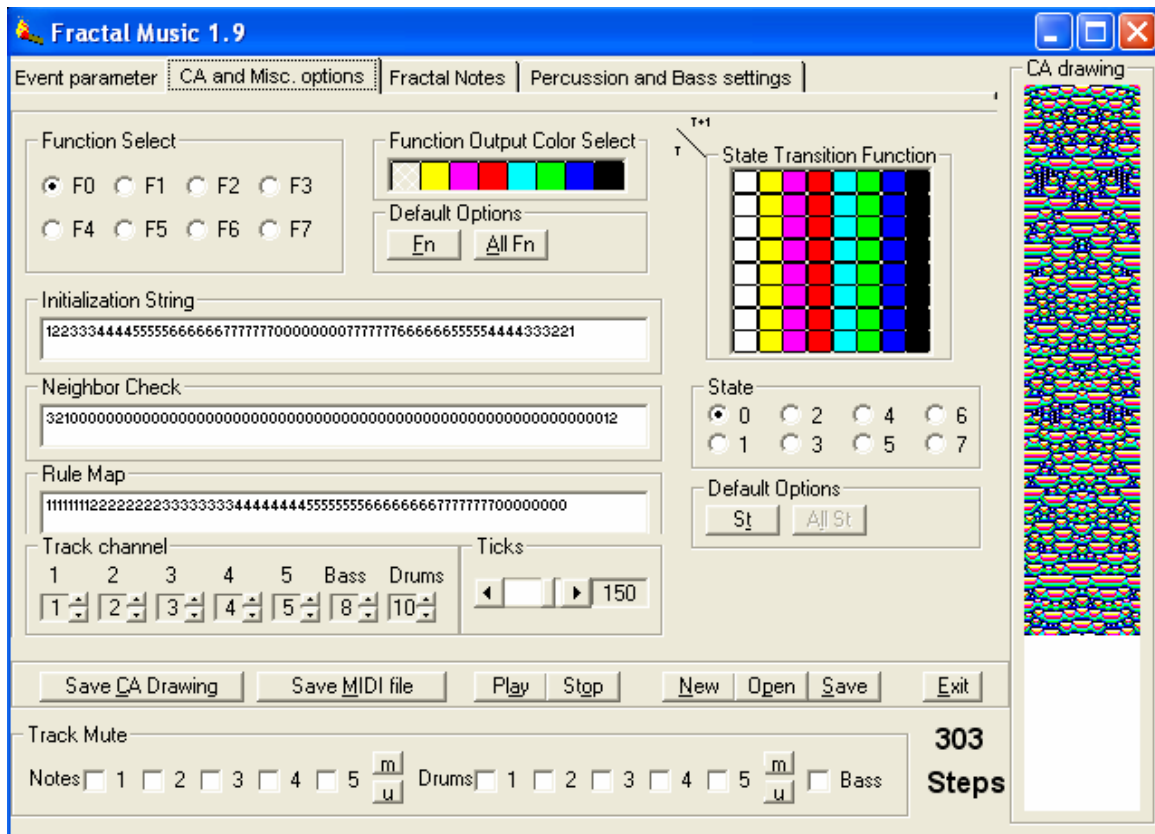 Fractal Music 1.9
Event parameter
CA and Misc. options
Fractal Notes
Percussion and Bass settings
CA drawing
Function Select
F0 F1 F2 F3
F4 F5 F6 F7
Function Output Color Select
Default Options
Fn All Fn
T+1
T
State Transition Function
Initialization String
1223334444555556666667777777000000007777777666666555554444333221
Neighbor Check
3210000000000000000000000000000000000000000000000000000000000012
Rule Map
1111111122222222333333334444444455555555666666667777777700000000
State
0 2 4 6
1 3 5 7
Default Options
St All St
Track channel
1 2 3 4 5 Bass Drums
1 2 3 4 5 8 10
Ticks
150
Save CA Drawing
Save MIDI file
Play
Stop
New
Open
Save
Exit
Track Mute
Notes 1 2 3 4 5 m u
Drums 1 2 3 4 5 m u
Bass
303
Steps